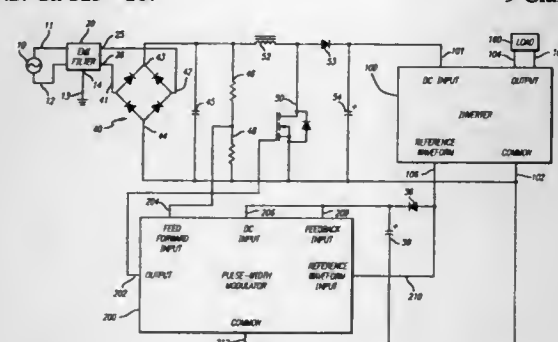 20
25
11
10
EMI
FILTER
26
43
42
14
12
13
41
40
44
45
46
48
52
53
50
54
101
100
160
LOAD
104
DC INPUT
OUTPUT
INVERTER
REFERENCE
WAVEFORM
COMMON
106
102
204
206
208
38
39
FEED
FORWARD
INPUT
DC
INPUT
FEEDBACK
INPUT
OUTPUT
PULSE-WIDTH
MODULATOR
REFERENCE
WAVEFORM
INPUT
202
200
210
COMMON
212